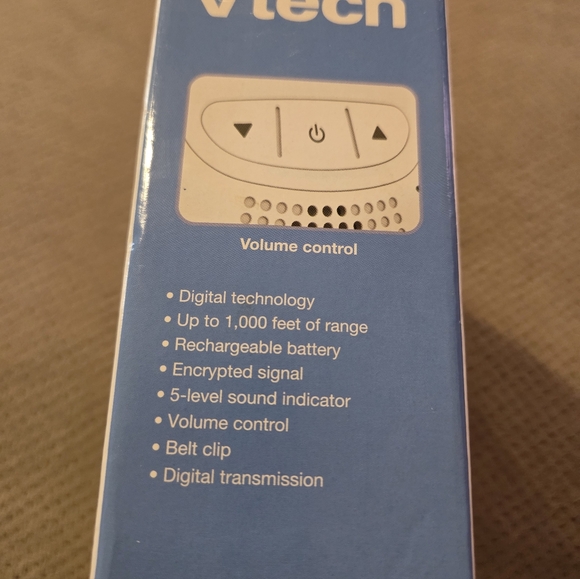 vtech
Volume control
• Digital technology
• Up to 1,000 feet of range
• Rechargeable battery
• Encrypted signal
• 5-level sound indicator
• Volume control
• Belt clip
• Digital transmission